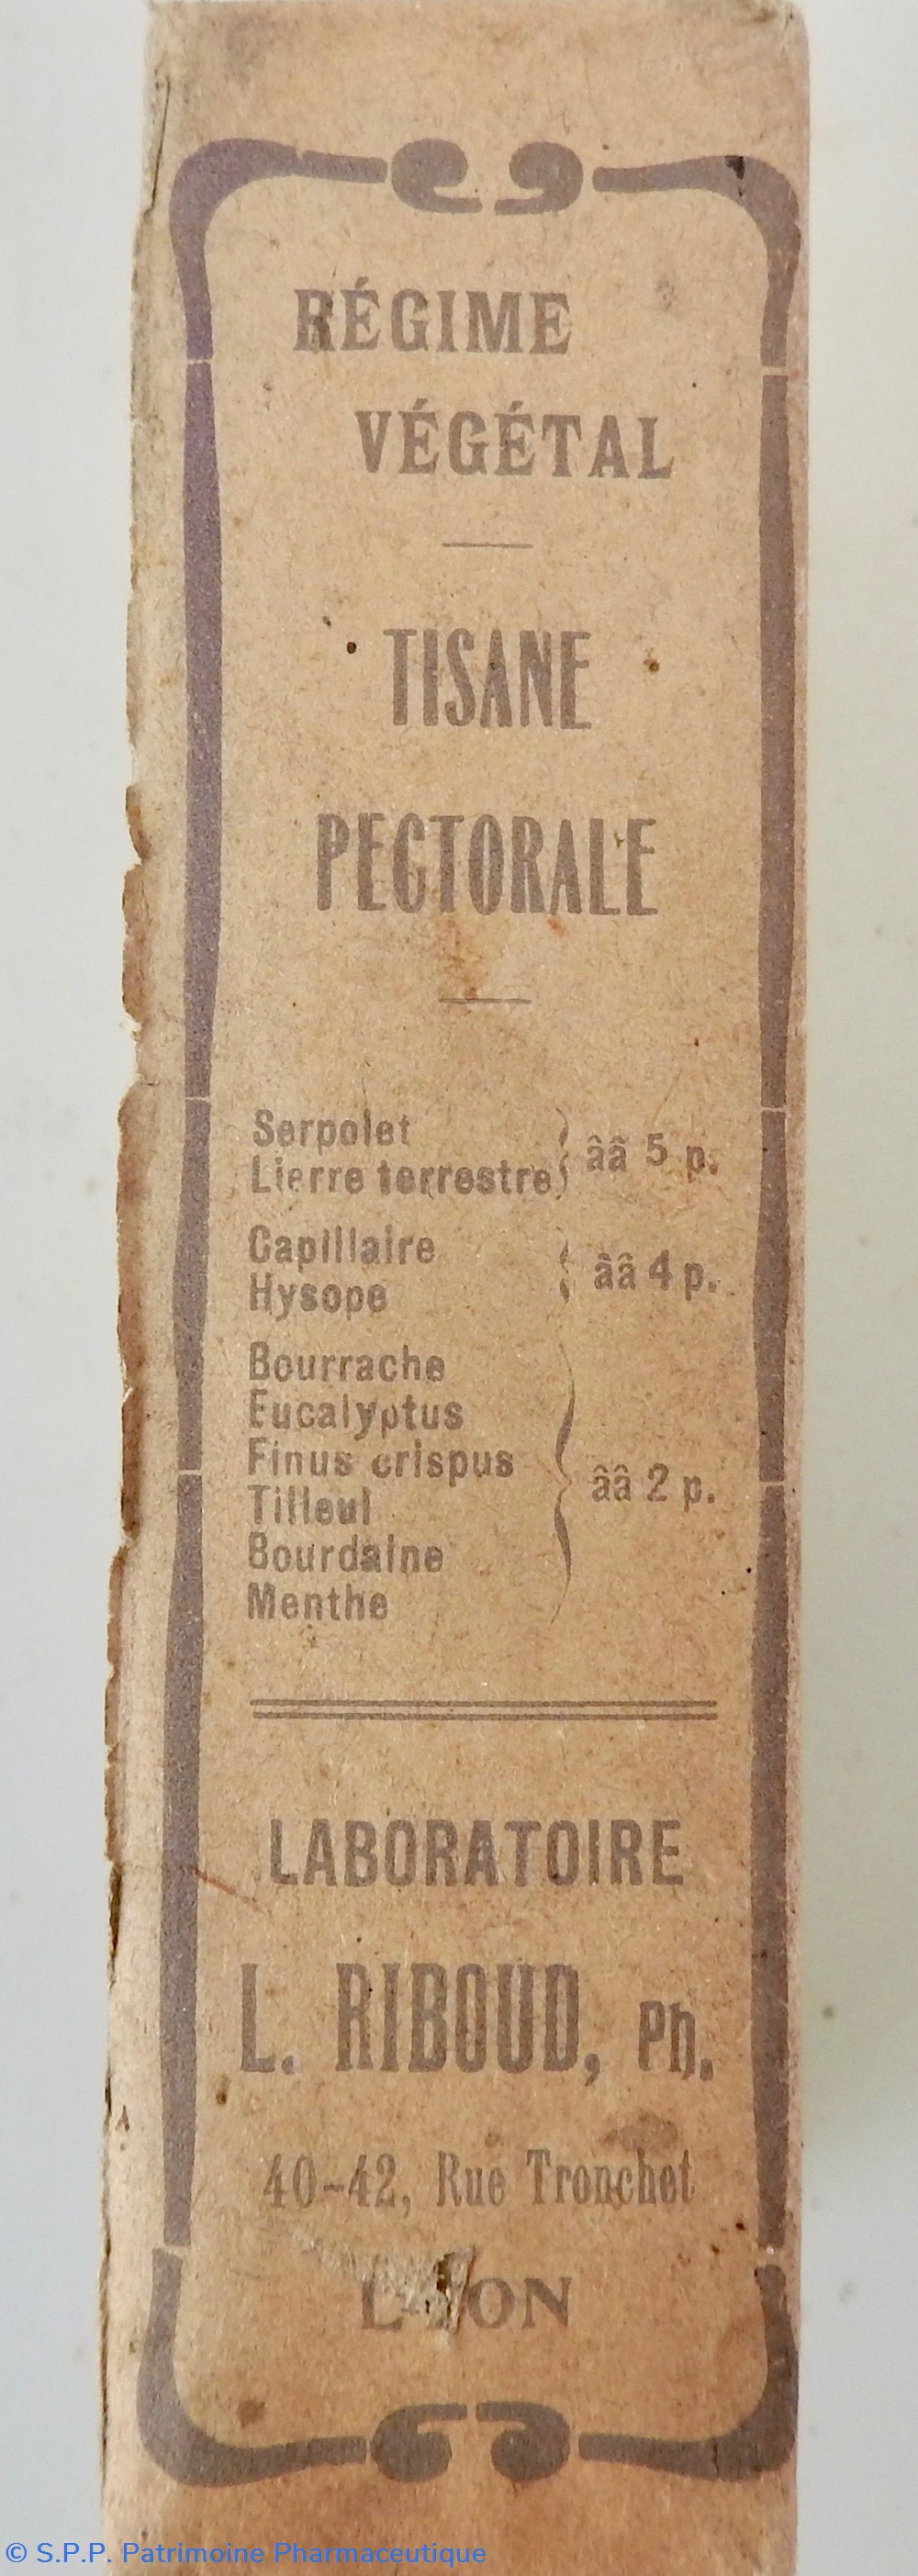 RÉGIME
VÉGÉTAL
TISANE
PECTORALE
Serpolet
Lierre terrestre } ââ 5 p.
Capillaire
Hysope } ââ 4 p.
Bourrache
Eucalyptus
Finus crispus
Tilleul } ââ 2 p.
Bourdaine
Menthe
LABORATOIRE
L. RIBOUD, Ph.
40-42, Rue Tronchet
LYON
© S.P.P. Patrimoine Pharmaceutique